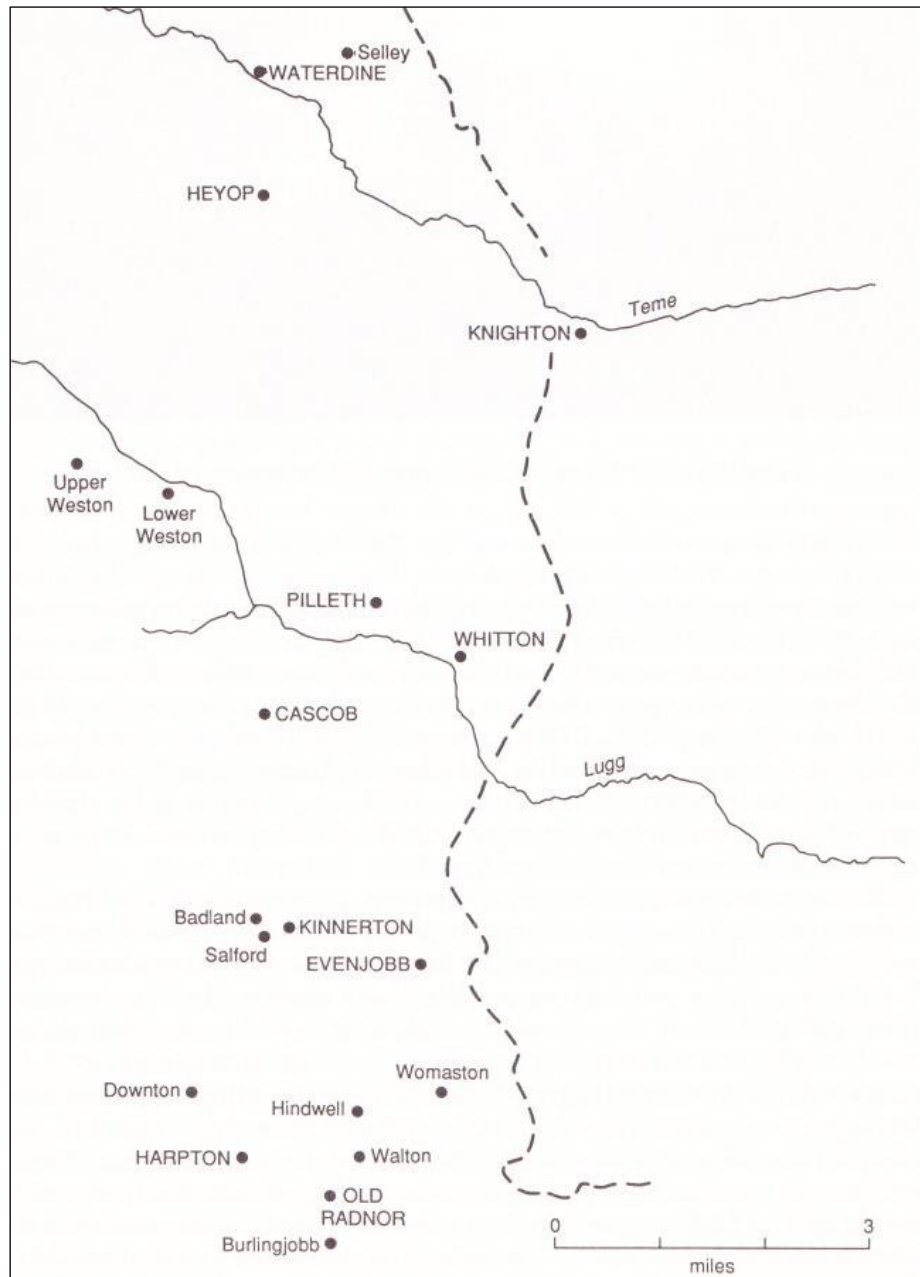 Selley
WATERDINE
HEYOP
Teme
KNIGHTON
Upper
Weston
Lower
Weston
PILLETH
WHITTON
CASCOB
Lugg
Badland
KINNERTON
Salford
EVENJOBB
Womaston
Downton
Hindwell
HARPTON
Walton
OLD
RADNOR
Burlingjobb
0 3
miles